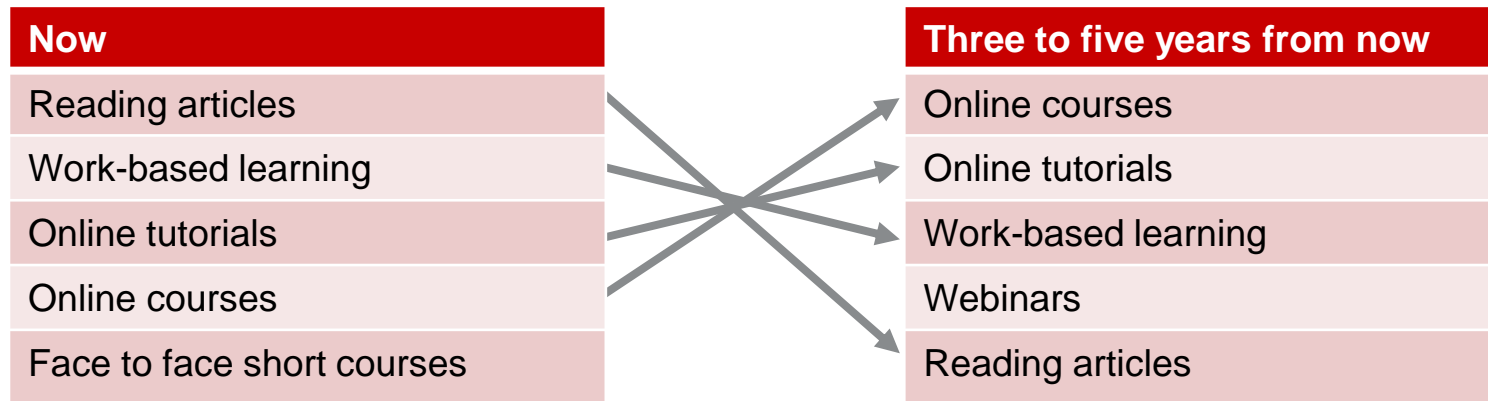 Now
Reading articles
Work-based learning
Online tutorials
Online courses
Face to face short courses
Three to five years from now
Online courses
Online tutorials
Work-based learning
Webinars
Reading articles